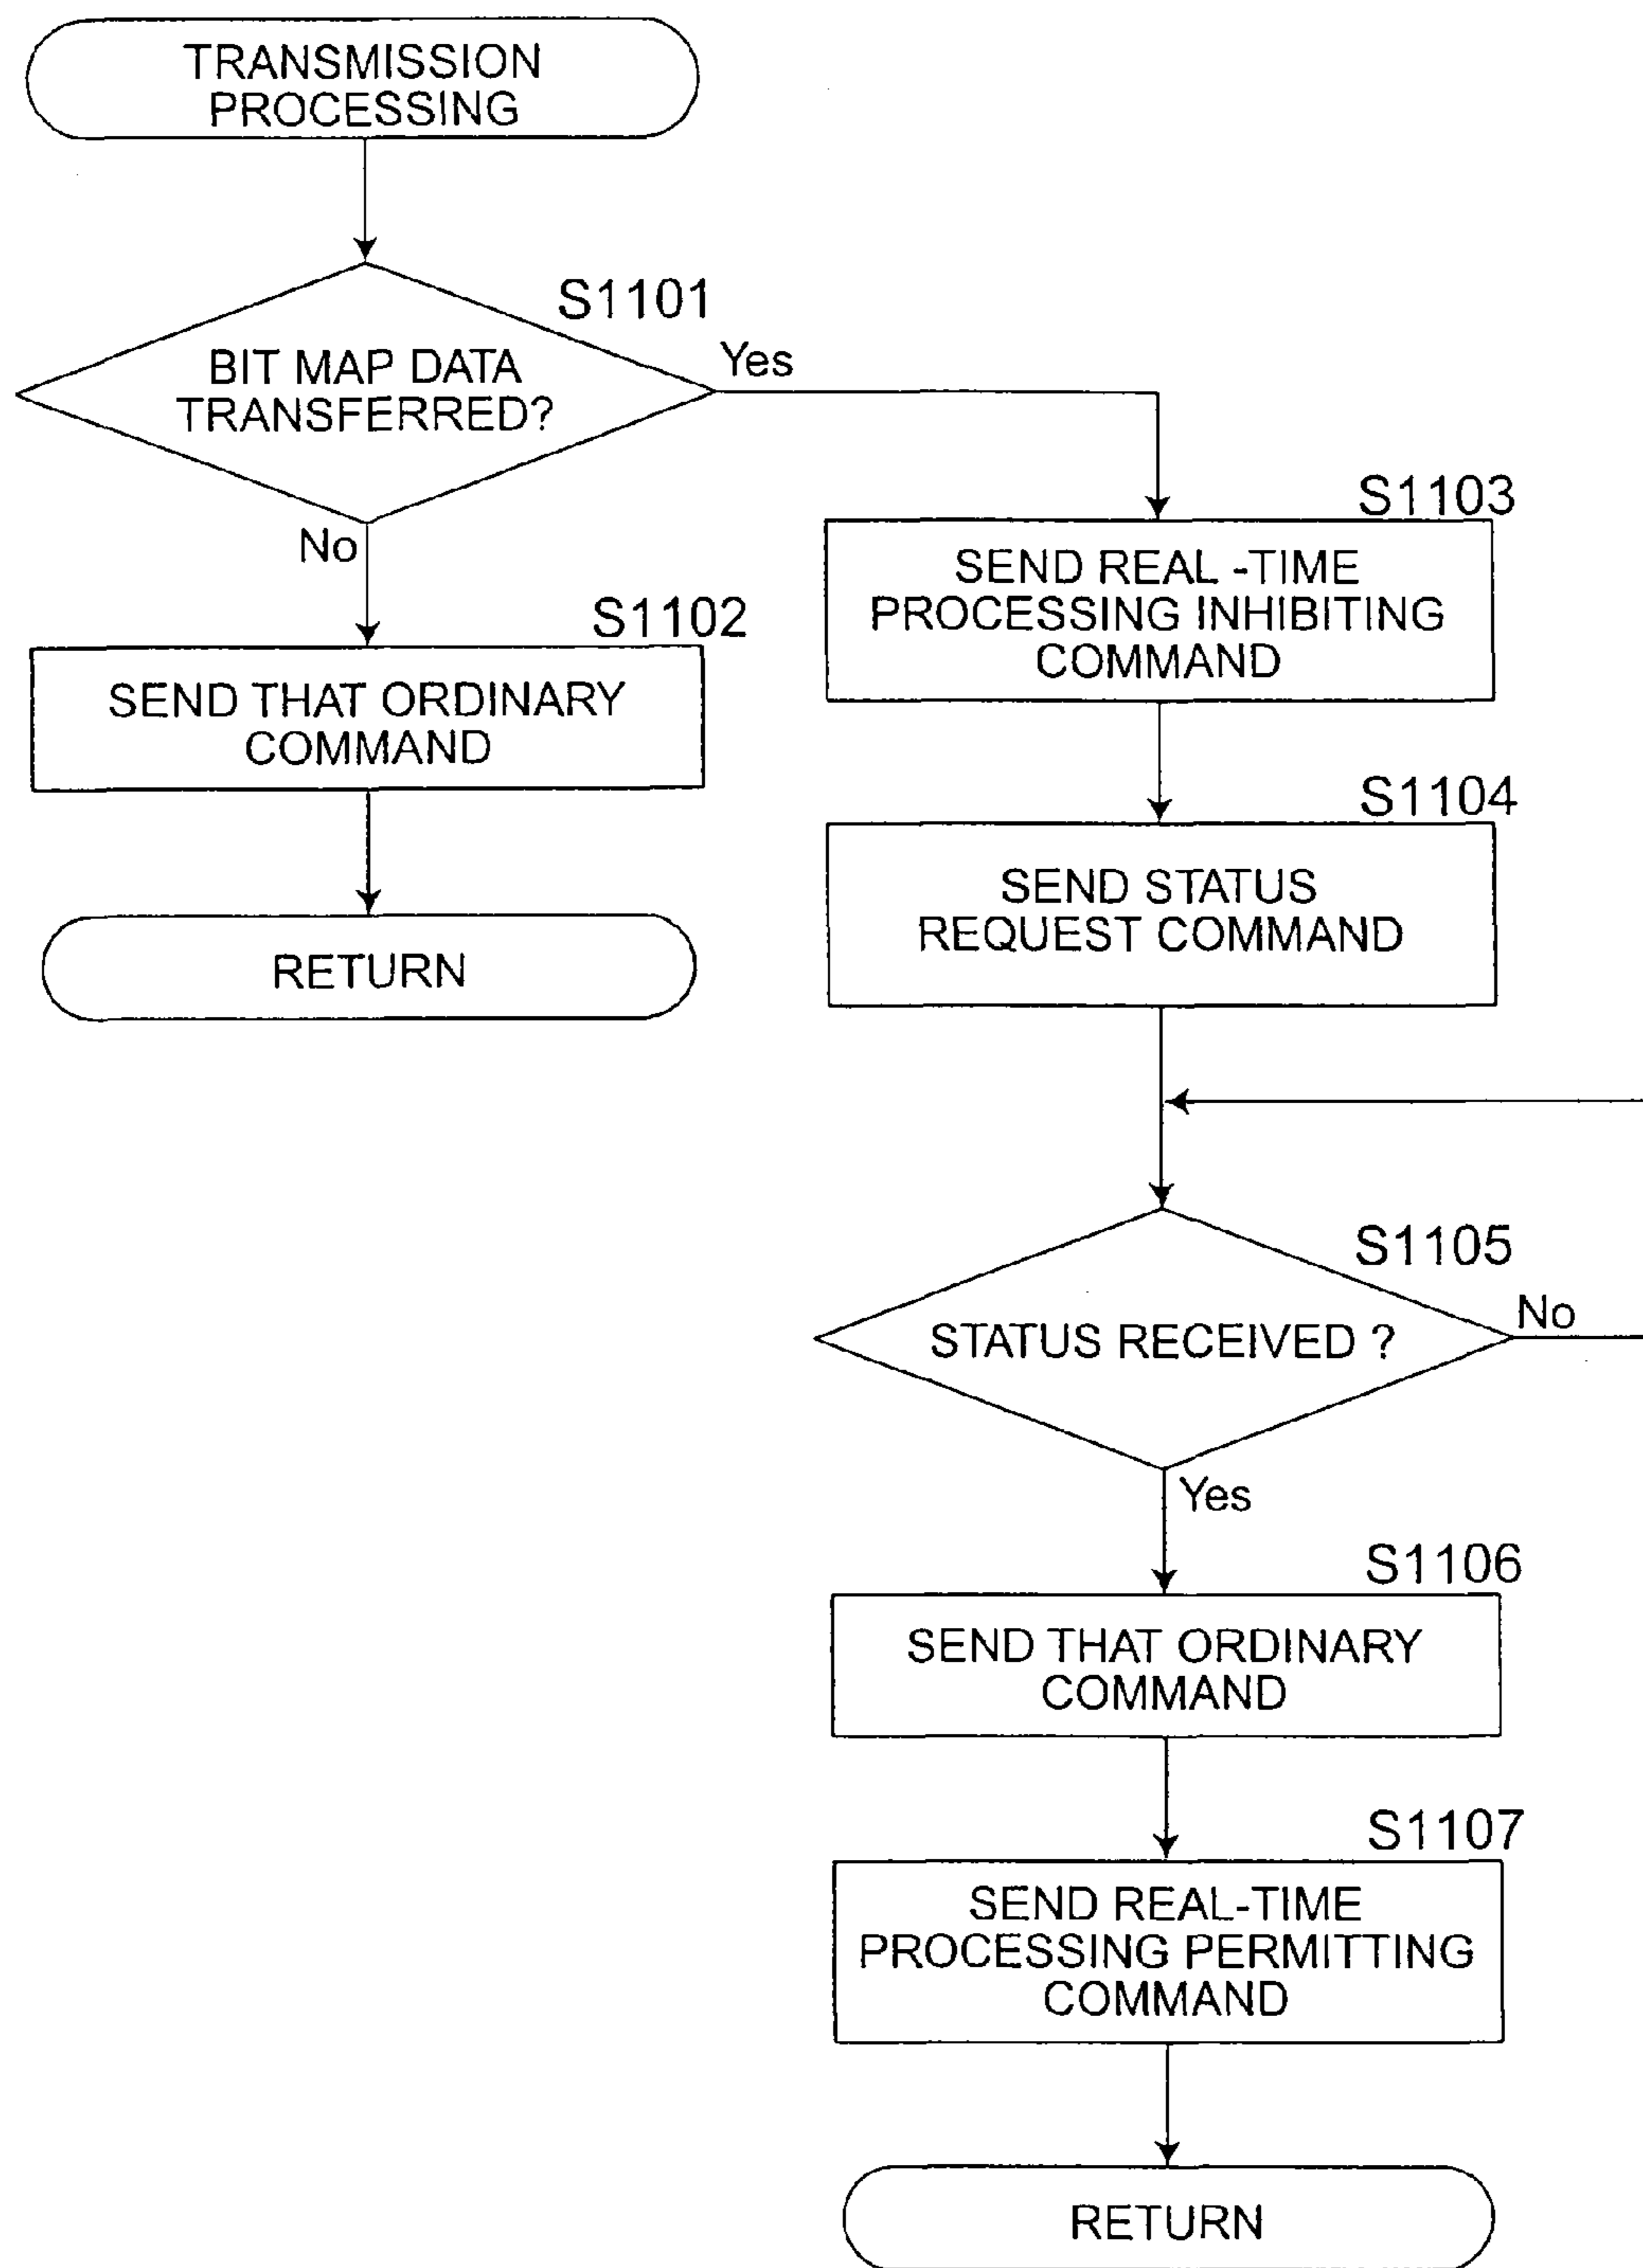 TRANSMISSION
PROCESSING
S1101
BIT MAP DATA
TRANSFERRED?
Yes
No
S1102
SEND THAT ORDINARY
COMMAND
RETURN
S1103
SEND REAL -TIME
PROCESSING INHIBITING
COMMAND
S1104
SEND STATUS
REQUEST COMMAND
S1105
STATUS RECEIVED ?
No
Yes
S1106
SEND THAT ORDINARY
COMMAND
S1107
SEND REAL-TIME
PROCESSING PERMITTING
COMMAND
RETURN